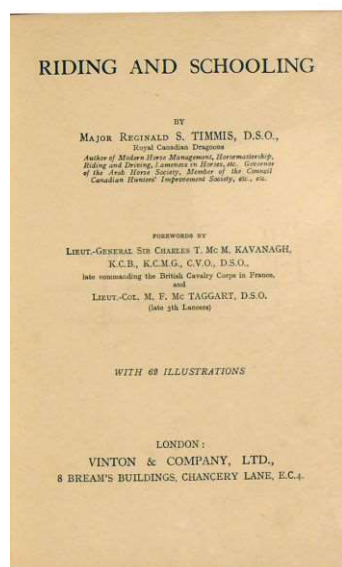 RIDING AND SCHOOLING
BY
MAJOR REGINALD S. TIMMIS, D.S.O.,
Royal Canadian Dragoons
Author of Modern Horse Management, Horsemastership,
Riding and Driving, Lameness in Horses, etc. Governor
of the Arab Horse Society, Member of the Council
Canadian Hunters' Improvement Society, etc., etc.
FOREWORDS BY
LIEUT.-GENERAL SIR CHARLES T. MC M. KAVANAGH,
K.C.B., K.C.M.G., C.V.O., D.S.O.,
late commanding the British Cavalry Corps in France,
and
LIEUT.-COL. M. F. MC TAGGART, D.S.O.
(late 5th Lancers)
WITH 62 ILLUSTRATIONS
LONDON:
VINTON & COMPANY, LTD.,
8 BREAM'S BUILDINGS, CHANCERY LANE, E.C.4.